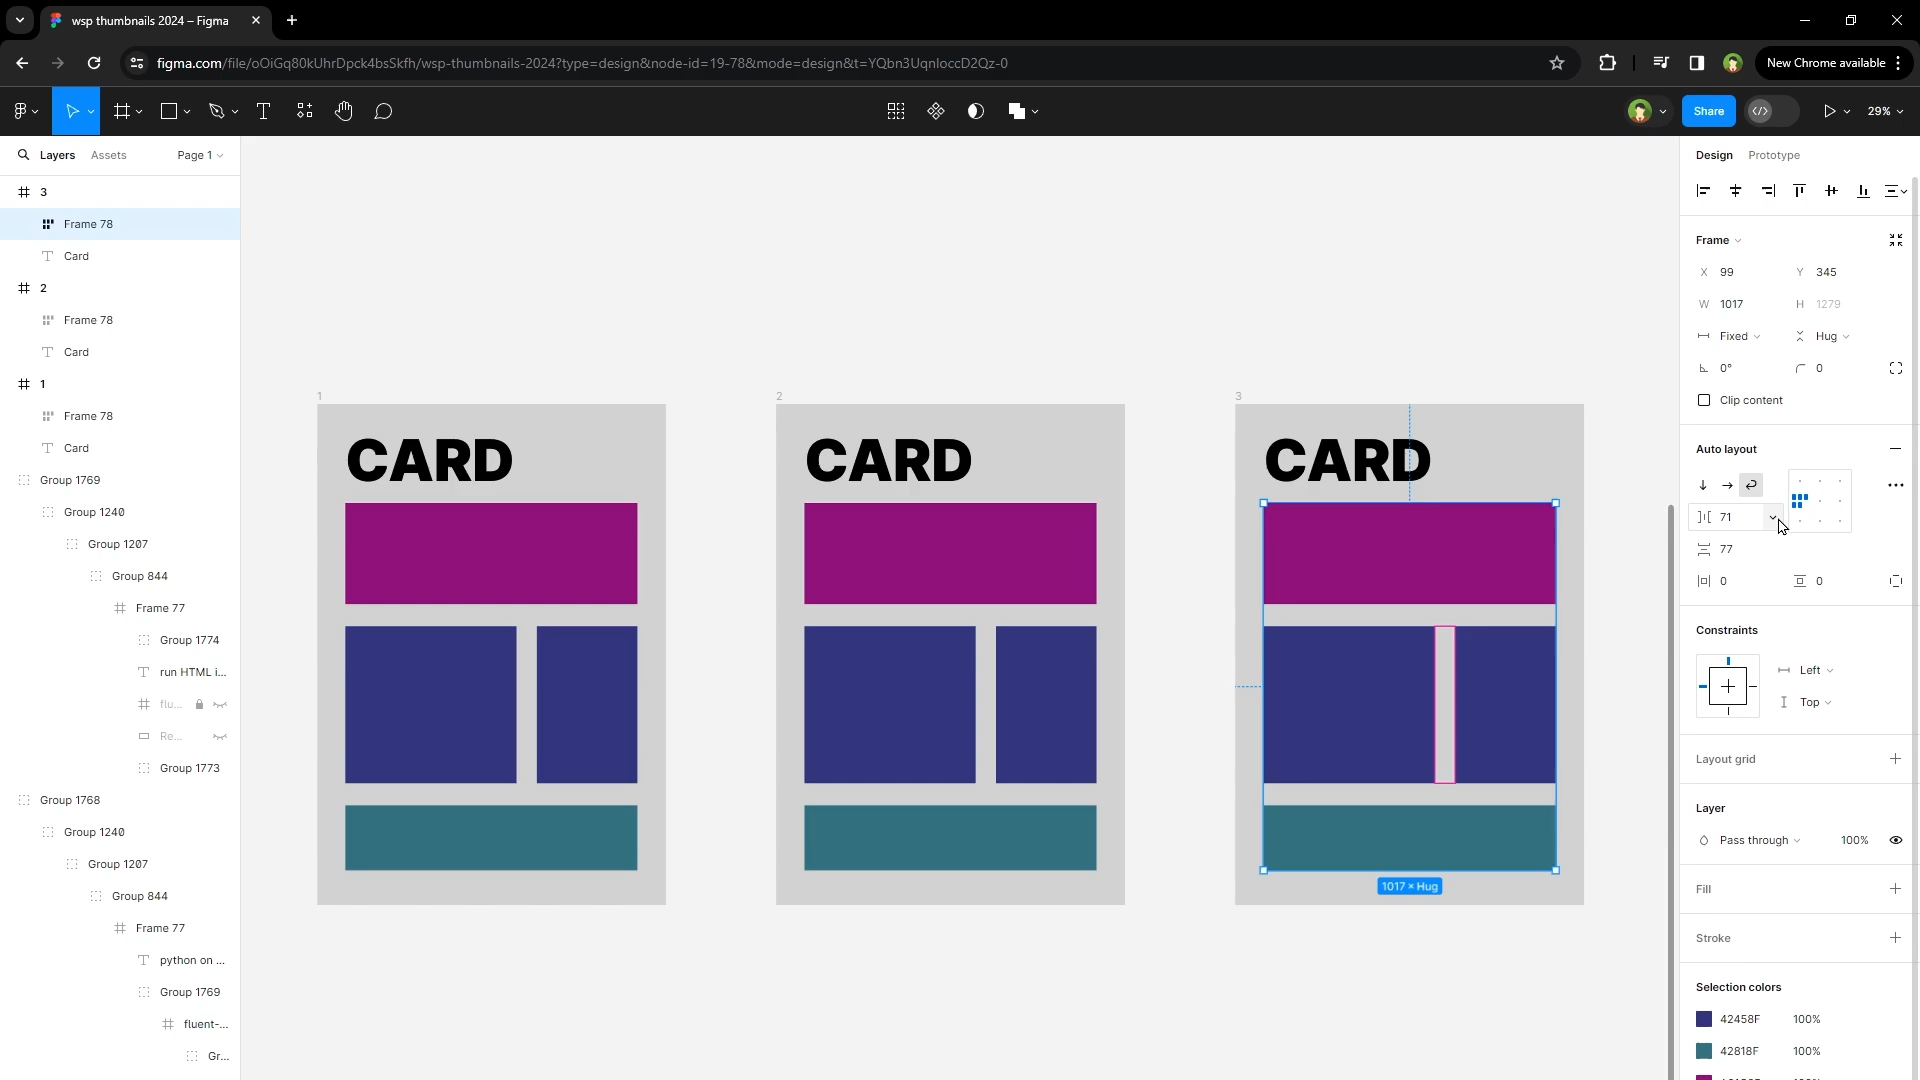 wsp thumbnails 2024 – Figma
figma.com/file/oOiGq80kUhrDpck4bsSkfh/wsp-thumbnails-2024?type=design&node-id=19-78&mode=design&t=YQbn3UqnloccD2Qz-0
New Chrome available
Share
29%
Layers Assets Page 1
3
Frame 78
Card
2
Frame 78
Card
1
Frame 78
Card
Group 1769
Group 1240
Group 1207
Group 844
Frame 77
Group 1774
run HTML i...
flu...
Re...
Group 1773
Group 1768
Group 1240
Group 1207
Group 844
Frame 77
python on ...
Group 1769
fluent-...
Gr...
1
CARD
2
CARD
3
CARD
1017 × Hug
Design Prototype
Frame
X 99 Y 345
W 1017 H 1279
Fixed Hug
0° 0
Clip content
Auto layout
71
77
0 0
Constraints
Left
Top
Layout grid
Layer
Pass through 100%
Fill
Stroke
Selection colors
42458F 100%
42818F 100%